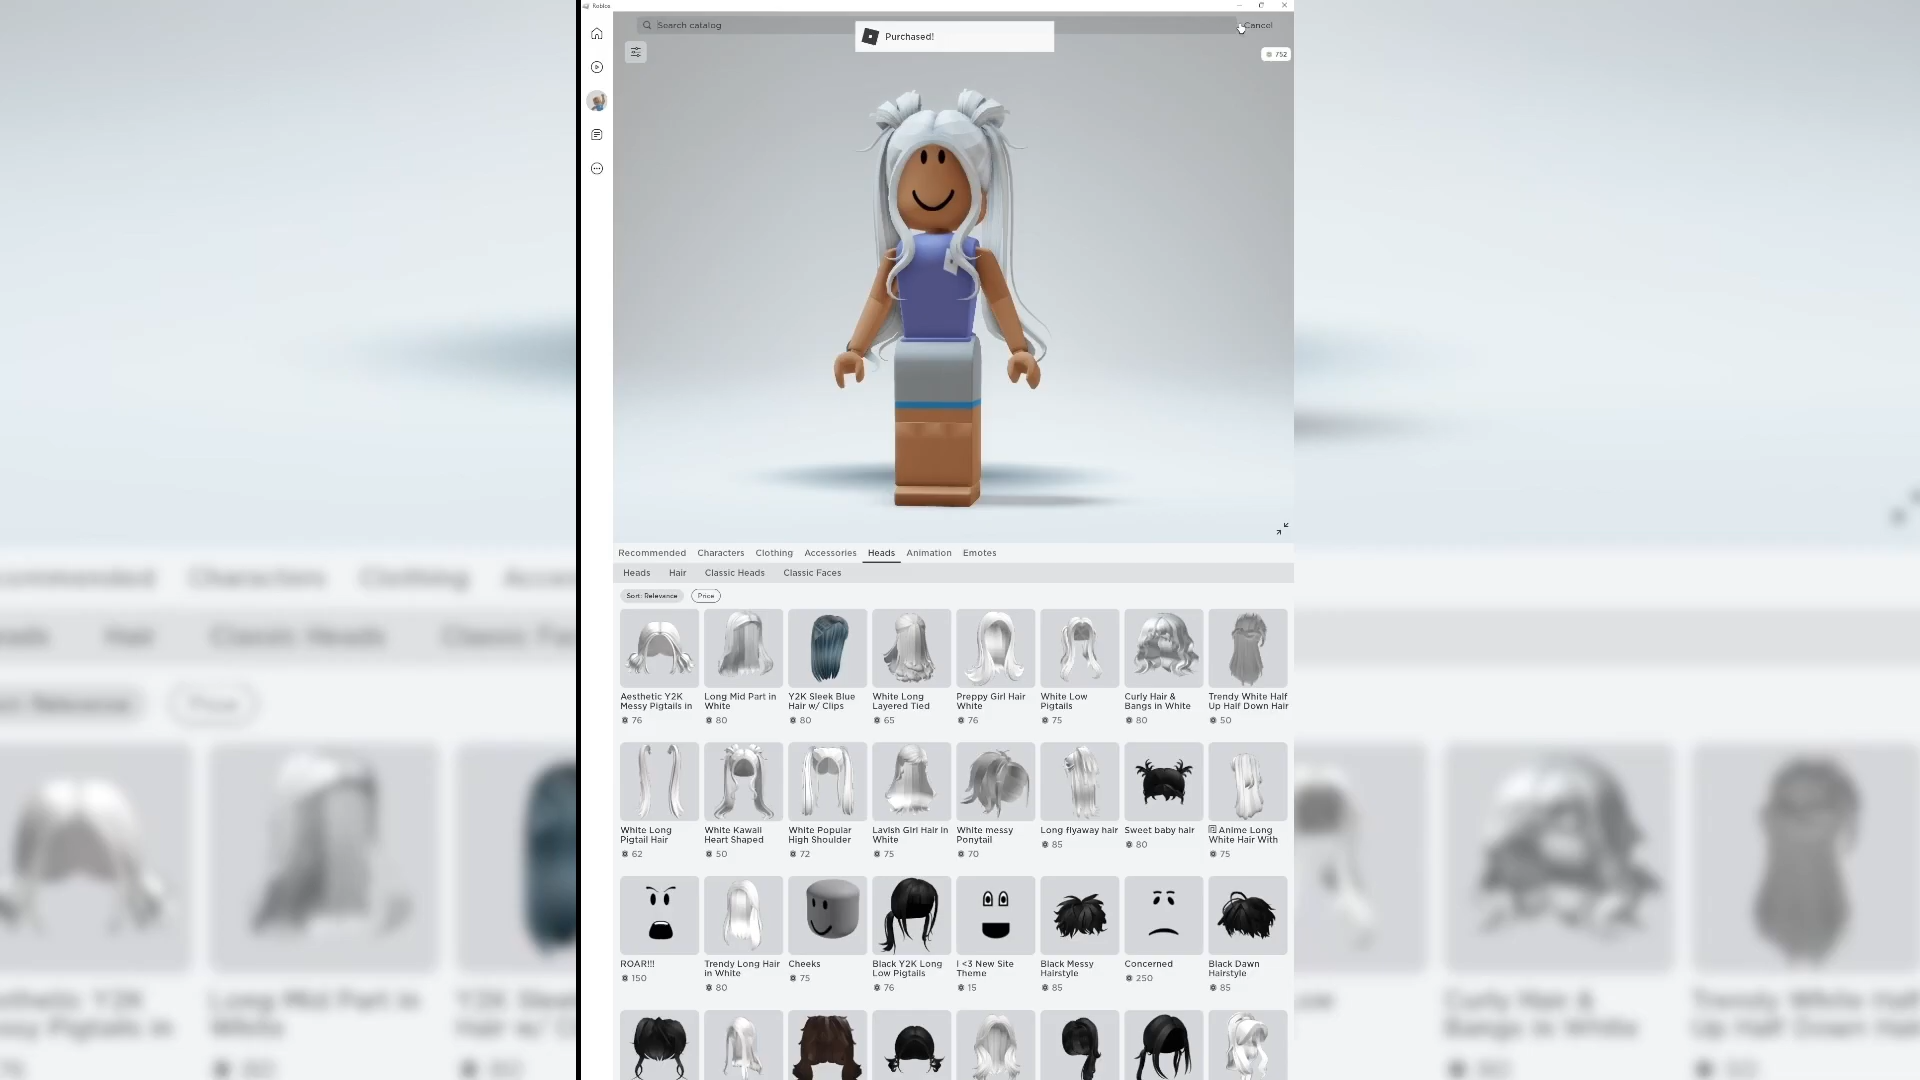 Roblox
Search catalog
Cancel
Purchased!
752
Recommended Characters Clothing Accessories Heads Animation Emotes
Heads Hair Classic Heads Classic Faces
Sort: Relevance Price
Aesthetic Y2K Messy Pigtails in
76
Long Mid Part in White
80
Y2K Sleek Blue Hair w/ Clips
80
White Long Layered Tied
65
Preppy Girl Hair White
76
White Low Pigtails
75
Curly Hair & Bangs in White
80
Trendy White Half Up Half Down Hair
50
White Long Pigtail Hair
62
White Kawaii Heart Shaped
50
White Popular High Shoulder
72
Lavish Girl Hair in White
75
White messy Ponytail
70
Long flyaway hair
85
Sweet baby hair
80
Anime Long White Hair With
75
ROAR!!!
150
Trendy Long Hair in White
80
Cheeks
75
Black Y2K Long Low Pigtails
76
I <3 New Site Theme
15
Black Messy Hairstyle
85
Concerned
250
Black Dawn Hairstyle
85